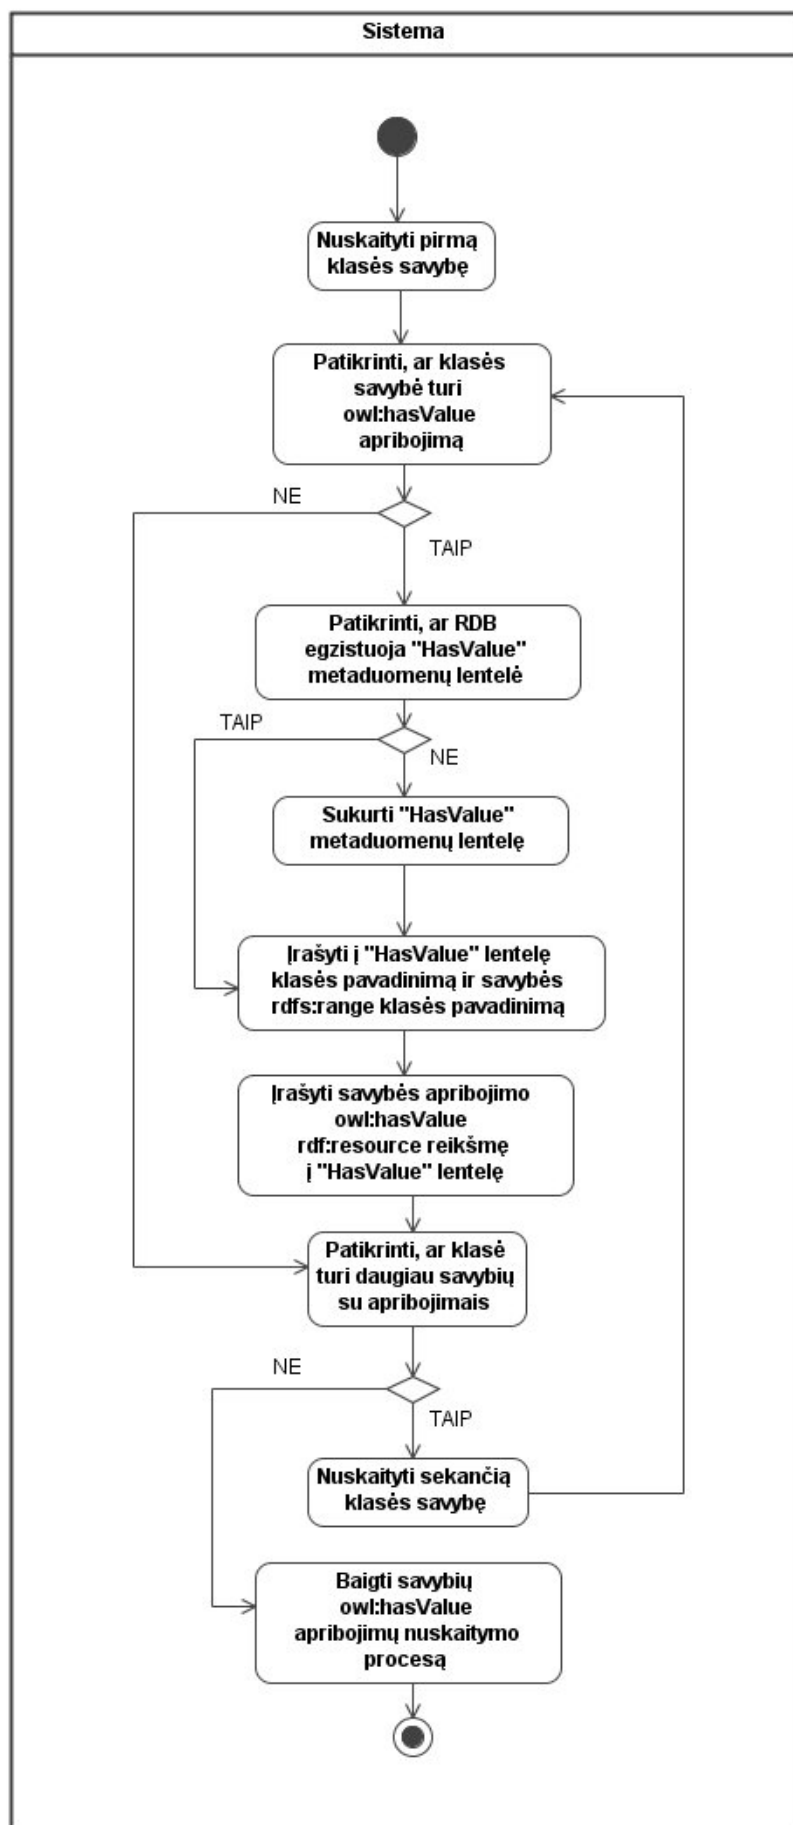 Sistema
Nuskaityti pirmą
klasės savybę
Patikrinti, ar klasės
savybė turi
owl:hasValue
apribojimą
NE
TAIP
Patikrinti, ar RDB
egzistuoja "HasValue"
metaduomenų lentelė
TAIP
NE
Sukurti "HasValue"
metaduomenų lentelę
Įrašyti į "HasValue" lentelę
klasės pavadinimą ir savybės
rdfs:range klasės pavadinimą
Įrašyti savybės apribojimo
owl:hasValue
rdf:resource reikšmę
į "HasValue" lentelę
Patikrinti, ar klasė
turi daugiau savybių
su apribojimais
NE
TAIP
Nuskaityti sekančią
klasės savybę
Baigti savybių
owl:hasValue
apribojimų nuskaitymo
procesą